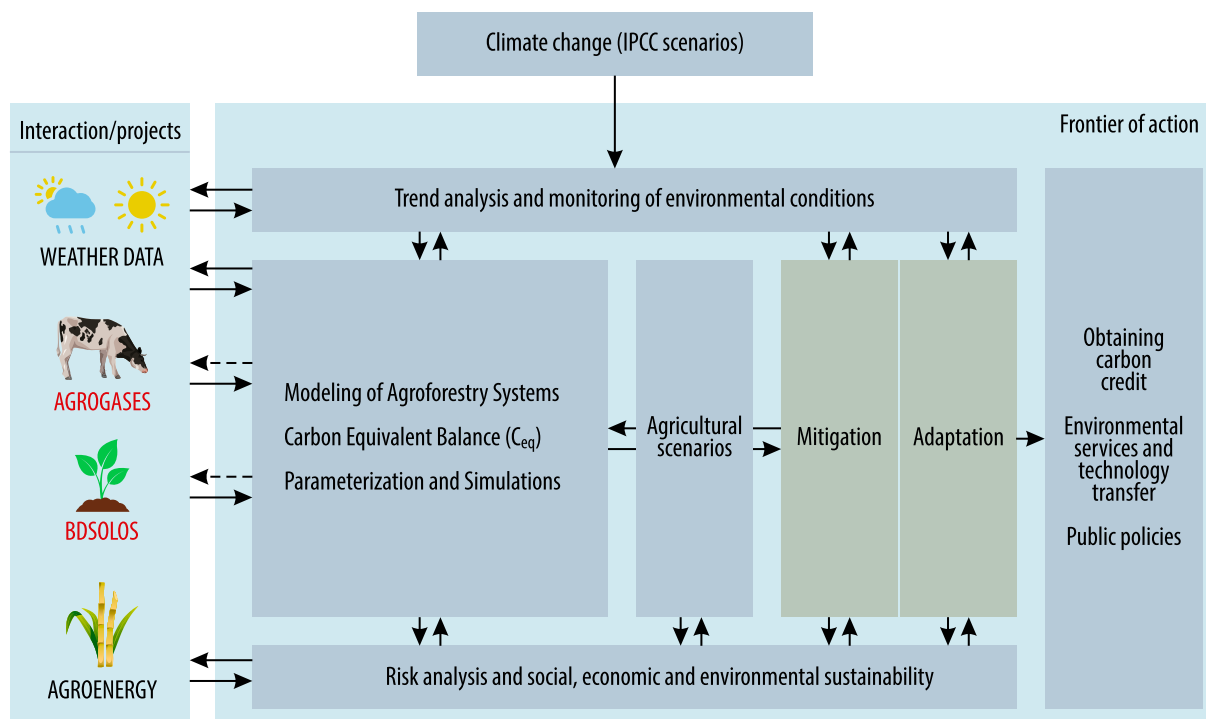 Climate change (IPCC scenarios)
Interaction/projects
Frontier of action
WEATHER DATA
AGROGASES
BDSOLOS
AGROENERGY
Trend analysis and monitoring of environmental conditions
Modeling of Agroforestry Systems
Carbon Equivalent Balance (Ceq)
Parameterization and Simulations
Agricultural
scenarios
Mitigation
Adaptation
Obtaining
carbon
credit
Environmental
services and
technology
transfer
Public policies
Risk analysis and social, economic and environmental sustainability